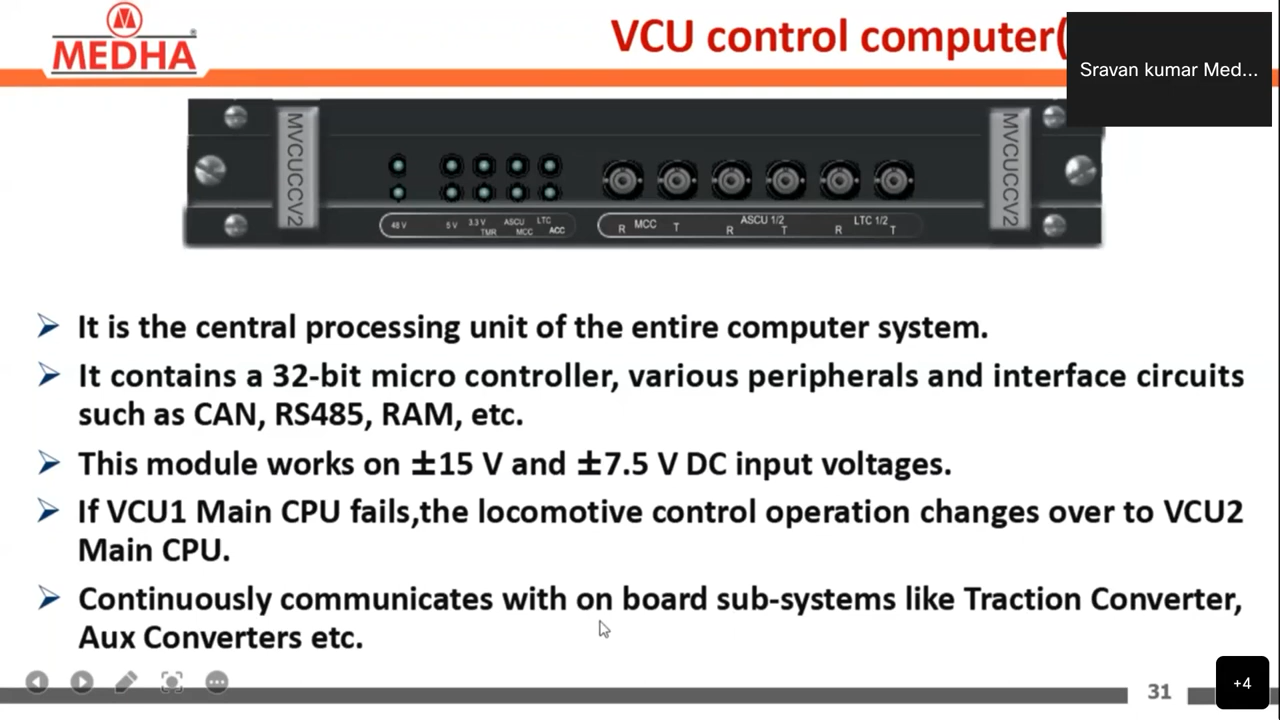 MEDHA
VCU control computer(
Sravan kumar Med...
MVCUCCV2
MVCUCCV2
48 V 5 V 3.3 V ASCU LTC
TMR MCC ACC
R MCC T ASCU 1/2 R T LTC 1/2 R T
➢ It is the central processing unit of the entire computer system.
➢ It contains a 32-bit micro controller, various peripherals and interface circuits
such as CAN, RS485, RAM, etc.
➢ This module works on ±15 V and ±7.5 V DC input voltages.
➢ If VCU1 Main CPU fails,the locomotive control operation changes over to VCU2
Main CPU.
➢ Continuously communicates with on board sub-systems like Traction Converter,
Aux Converters etc.
31
+4